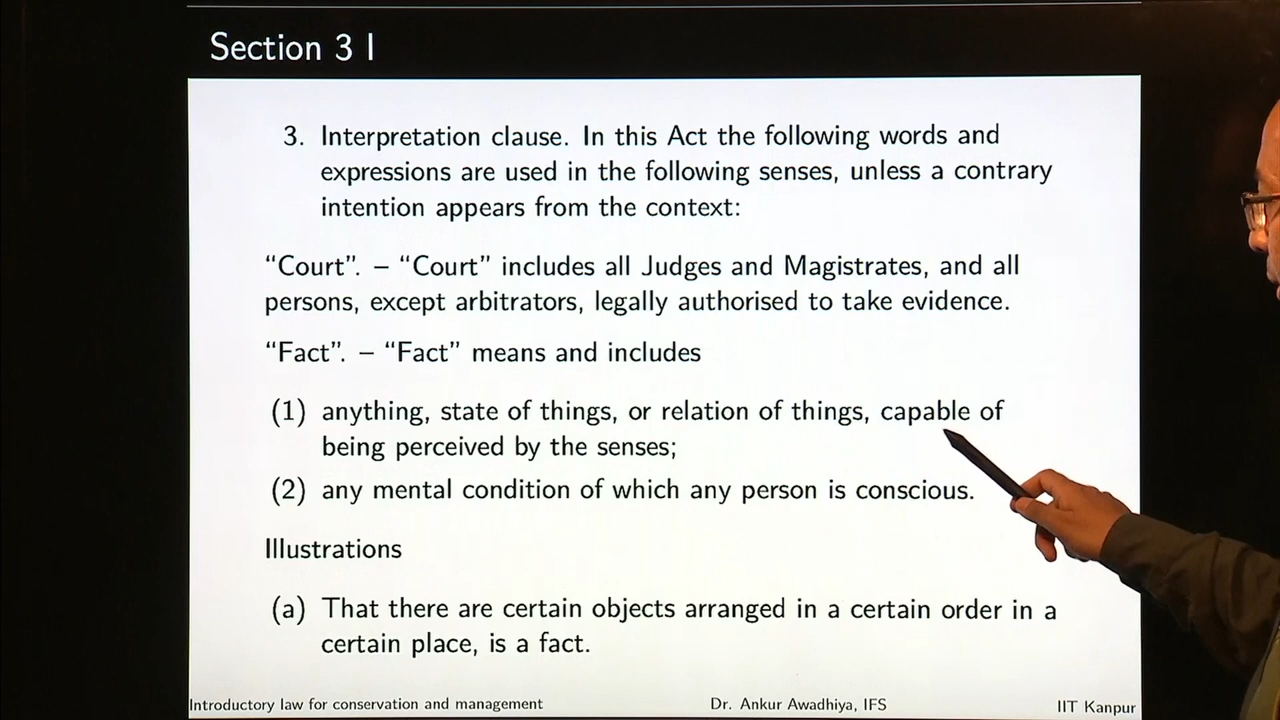 Section 3 I
3. Interpretation clause. In this Act the following words and
expressions are used in the following senses, unless a contrary
intention appears from the context:
“Court”. – “Court” includes all Judges and Magistrates, and all
persons, except arbitrators, legally authorised to take evidence.
“Fact”. – “Fact” means and includes
(1) anything, state of things, or relation of things, capable of
being perceived by the senses;
(2) any mental condition of which any person is conscious.
Illustrations
(a) That there are certain objects arranged in a certain order in a
certain place, is a fact.
Introductory law for conservation and management Dr. Ankur Awadhiya, IFS IIT Kanpur